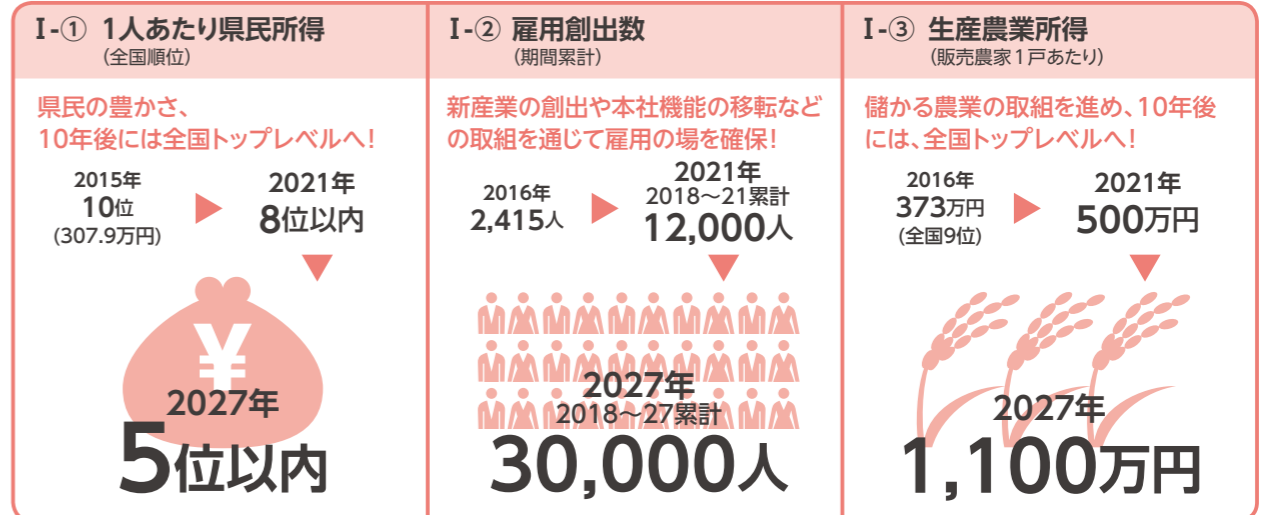 I-① 1人あたり県民所得
(全国順位)
県民の豊かさ、
10年後には全国トップレベルへ!
2015年
10位
(307.9万円)
2021年
8位以内
¥
2027年
5位以内
I-② 雇用創出数
(期間累計)
新産業の創出や本社機能の移転など
の取組を通じて雇用の場を確保!
2016年
2,415人
2021年
2018～21累計
12,000人
2027年
2018～27累計
30,000人
I-③ 生産農業所得
(販売農家1戸あたり)
儲かる農業の取組を進め、10年後
には、全国トップレベルへ!
2016年
373万円
(全国9位)
2021年
500万円
2027年
1,100万円